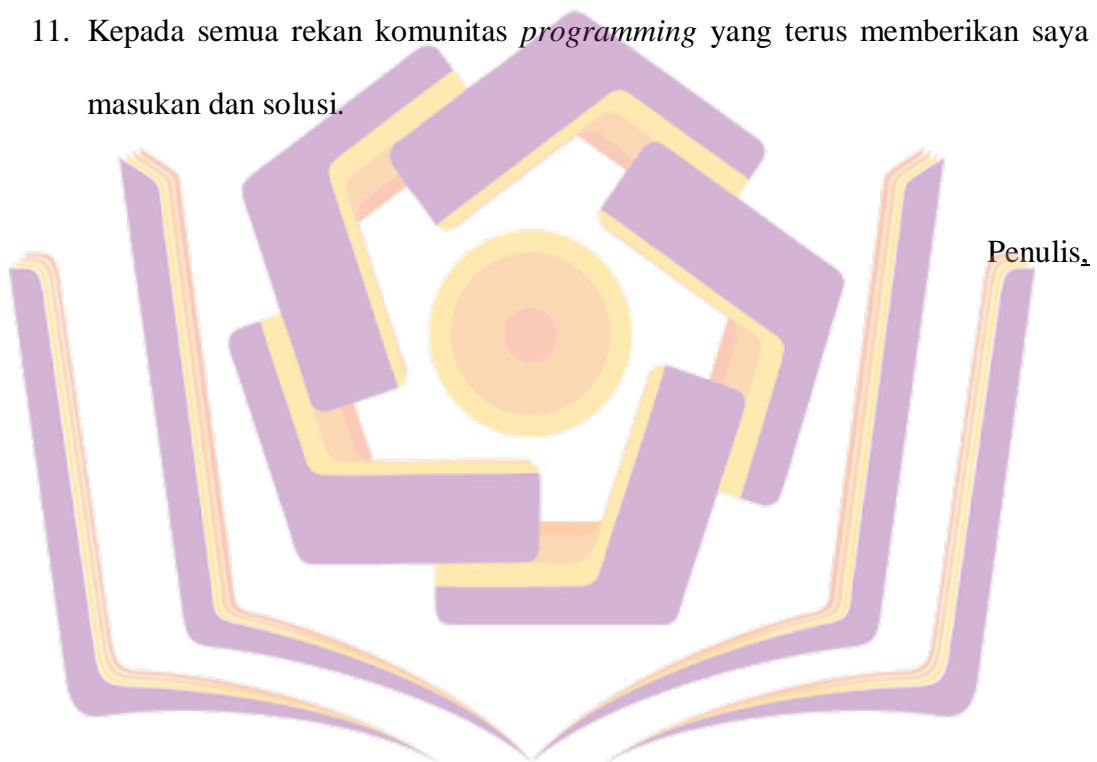 11. Kepada semua rekan komunitas programming yang terus memberikan saya
masukan dan solusi.
Penulis,